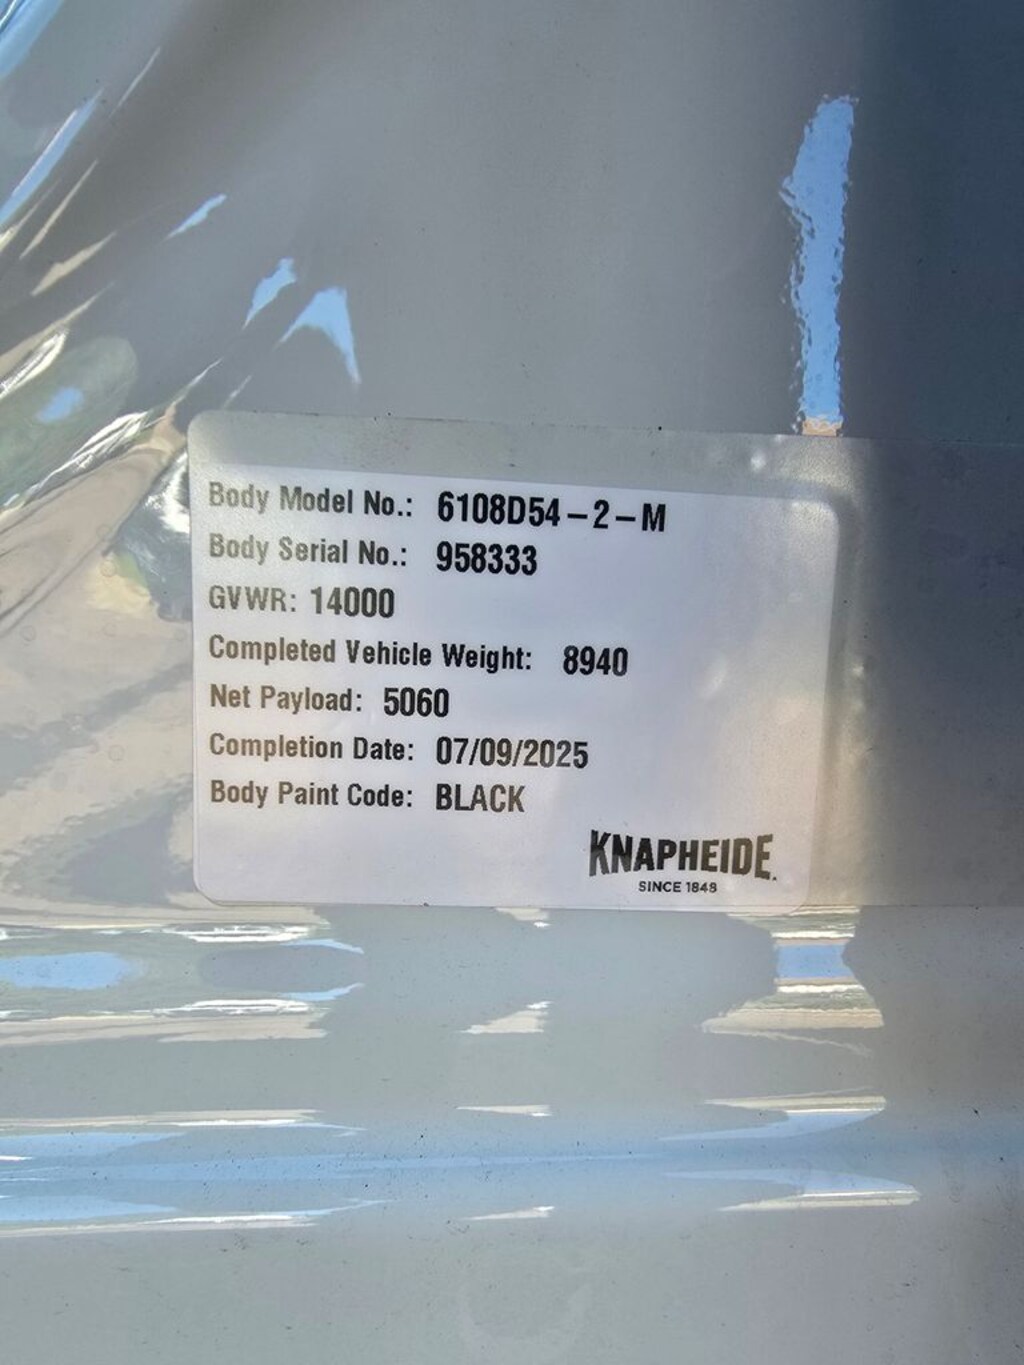 Body Model No.: 6108D54-2-M
Body Serial No.: 958333
GVWR: 14000
Completed Vehicle Weight: 8940
Net Payload: 5060
Completion Date: 07/09/2025
Body Paint Code: BLACK
KNAPHEIDE.
SINCE 1848